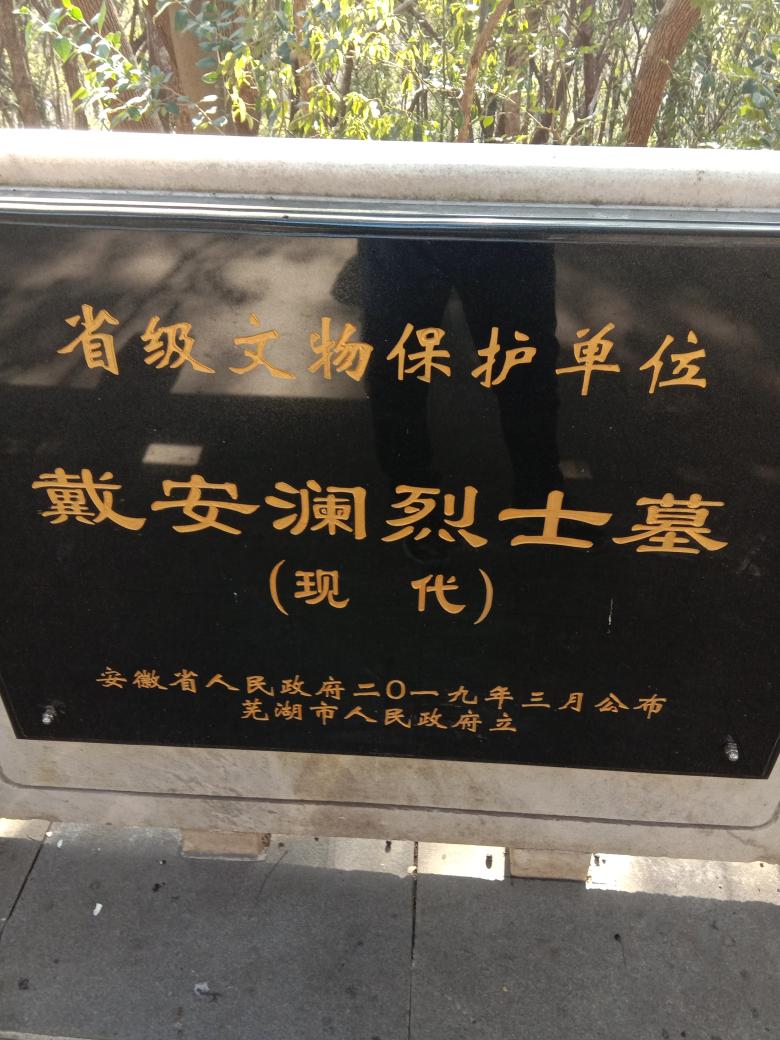 省级文物保护单位
戴安澜烈士墓
(现 代)
安徽省人民政府二〇一九年三月公布
芜湖市人民政府立